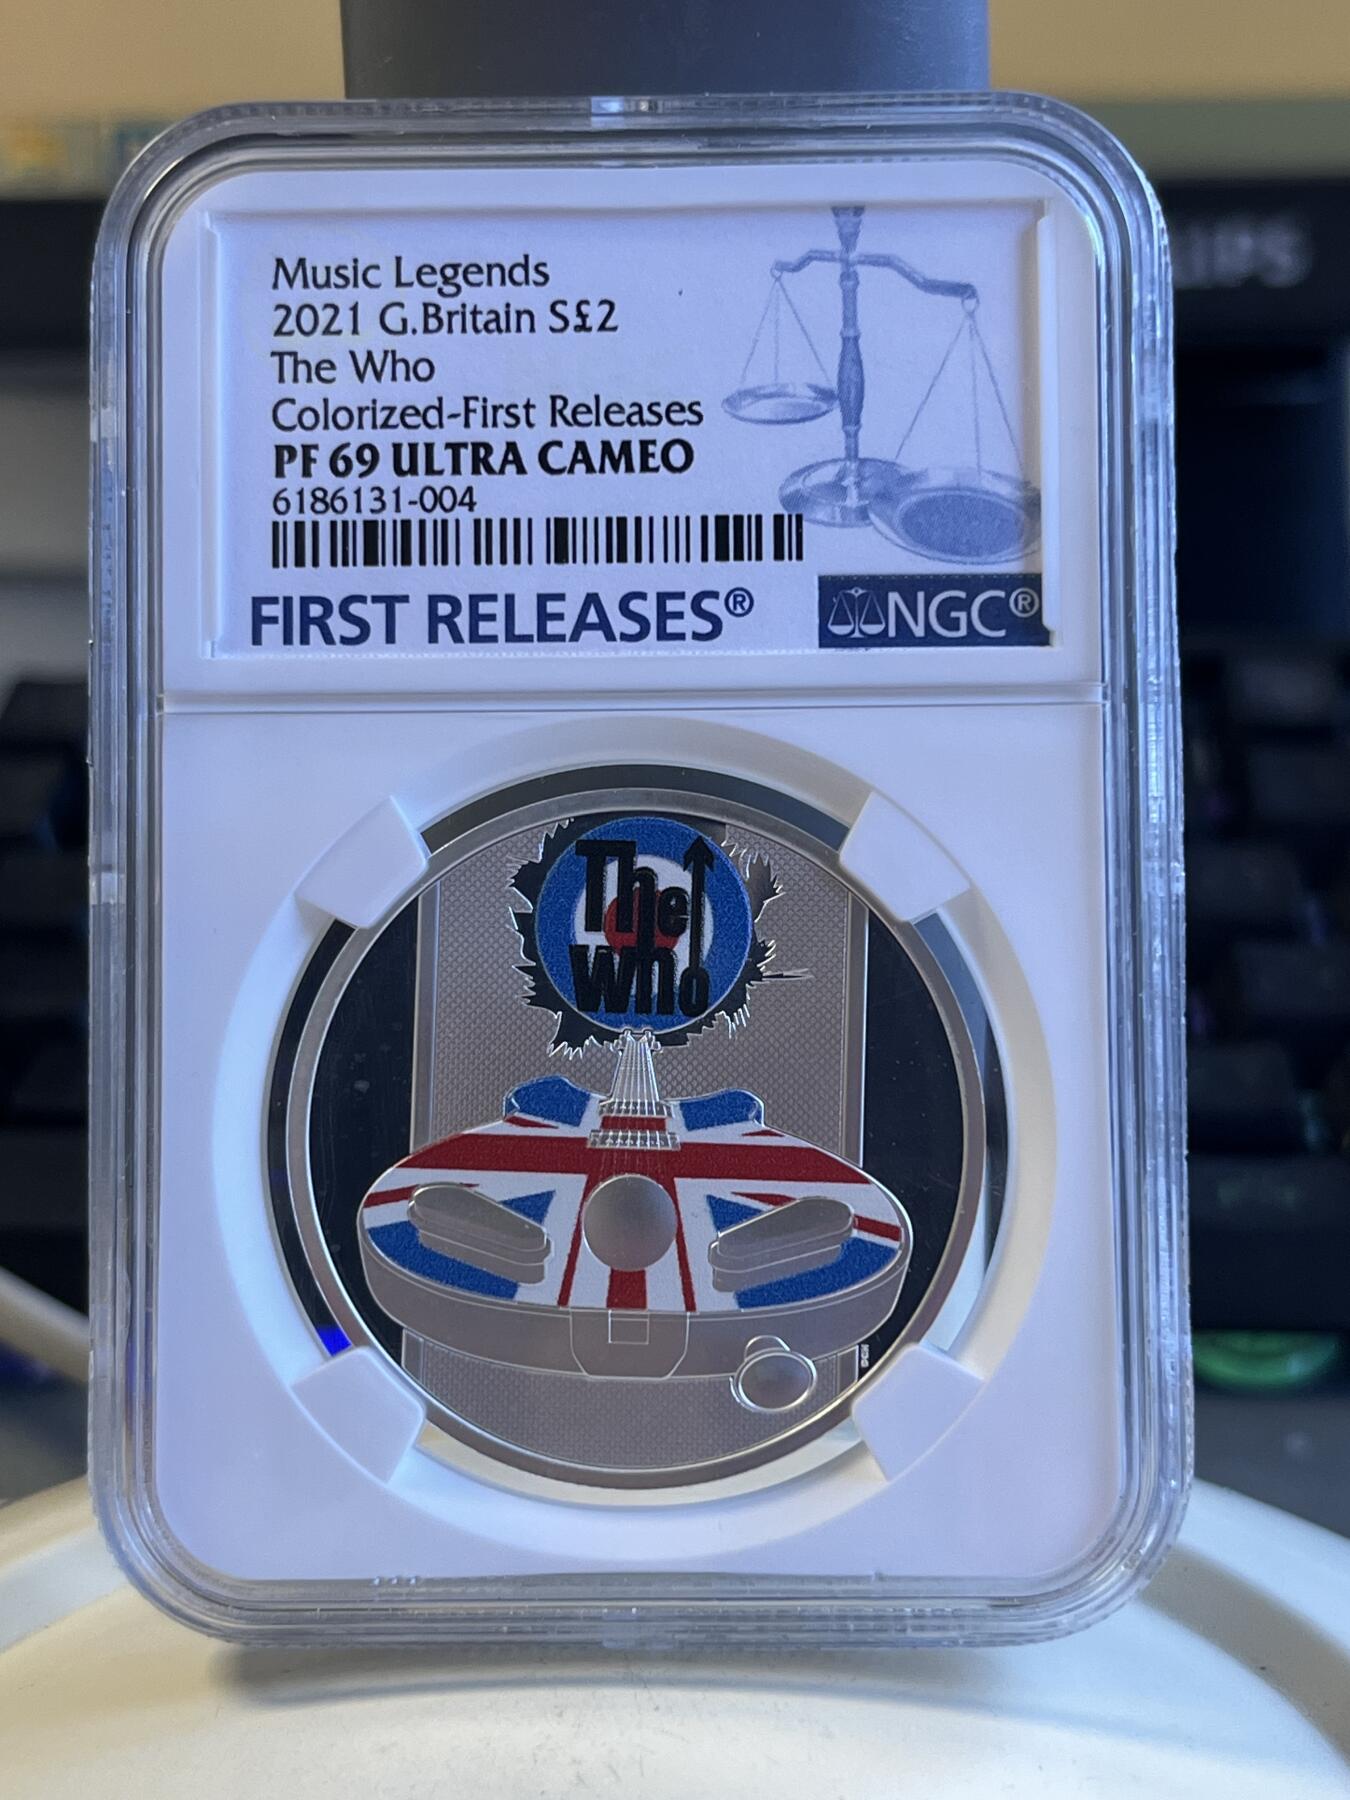 Music Legends
2021 G.Britain S£2
The Who
Colorized-First Releases
PF 69 ULTRA CAMEO
6186131-004
FIRST RELEASES®
NGC®
The
Who